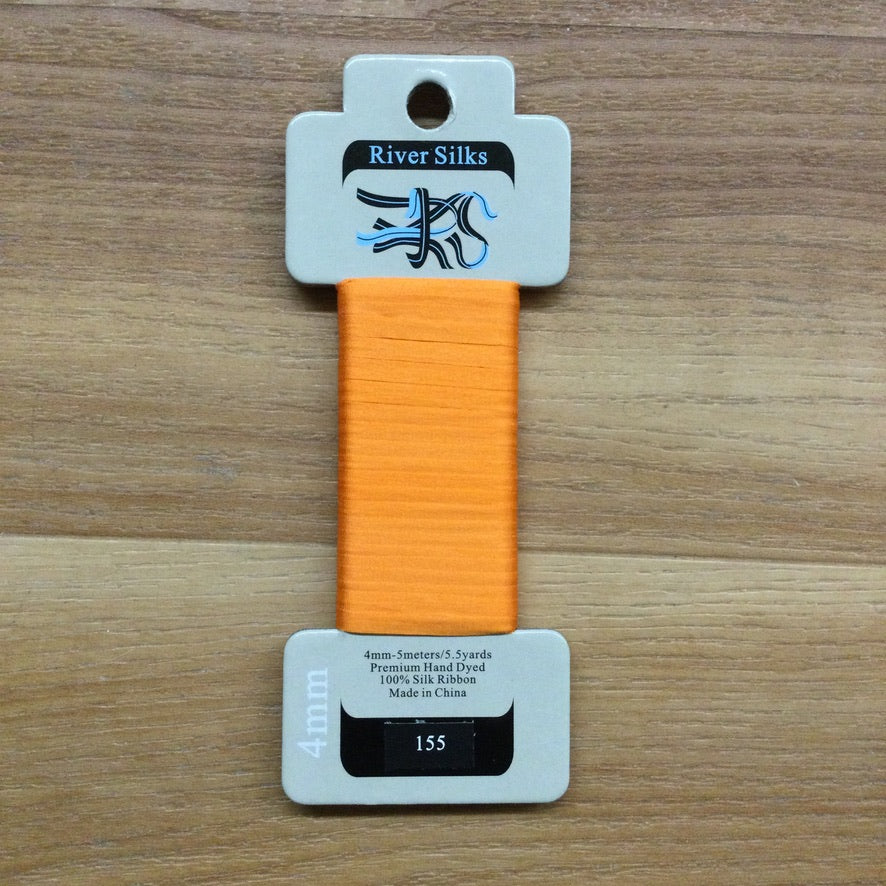 River Silks
4mm-5meters/5.5yards
Premium Hand Dyed
100% Silk Ribbon
Made in China
4mm
155